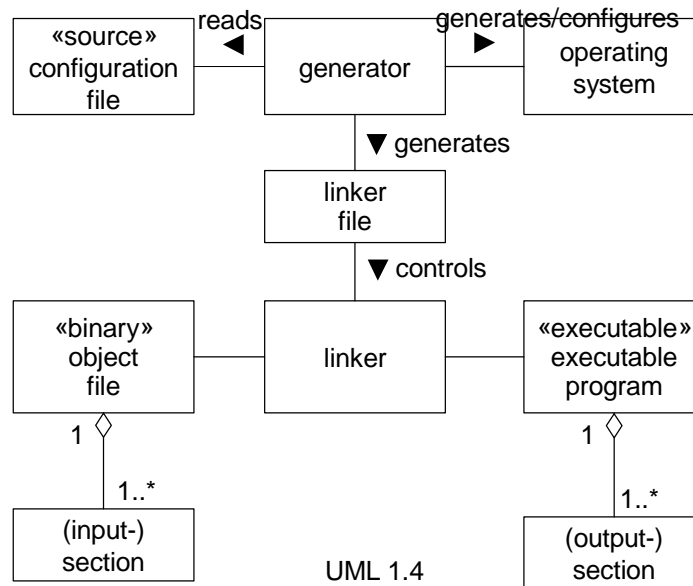 reads
generates/configures
«source»
configuration
file
generator
operating
system
generates
linker
file
controls
«binary»
object
file
linker
«executable»
executable
program
1
1..*
1
1..*
(input-)
section
(output-)
section
UML 1.4